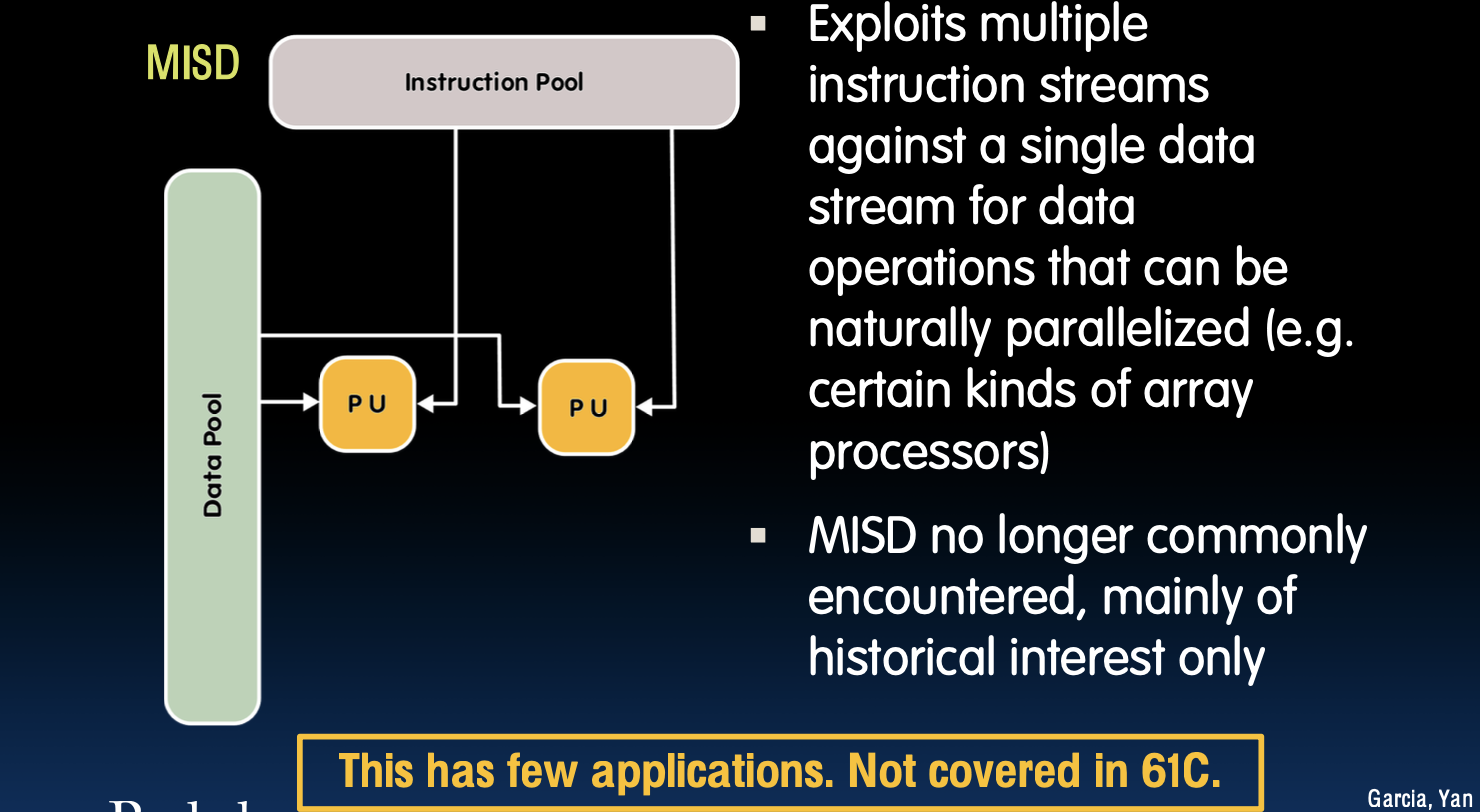 MISD
Instruction Pool
Data Pool
PU
PU
Exploits multiple
instruction streams
against a single data
stream for data
operations that can be
naturally parallelized (e.g.
certain kinds of array
processors)
MISD no longer commonly
encountered, mainly of
historical interest only
This has few applications. Not covered in 61C.
Garcia, Yan